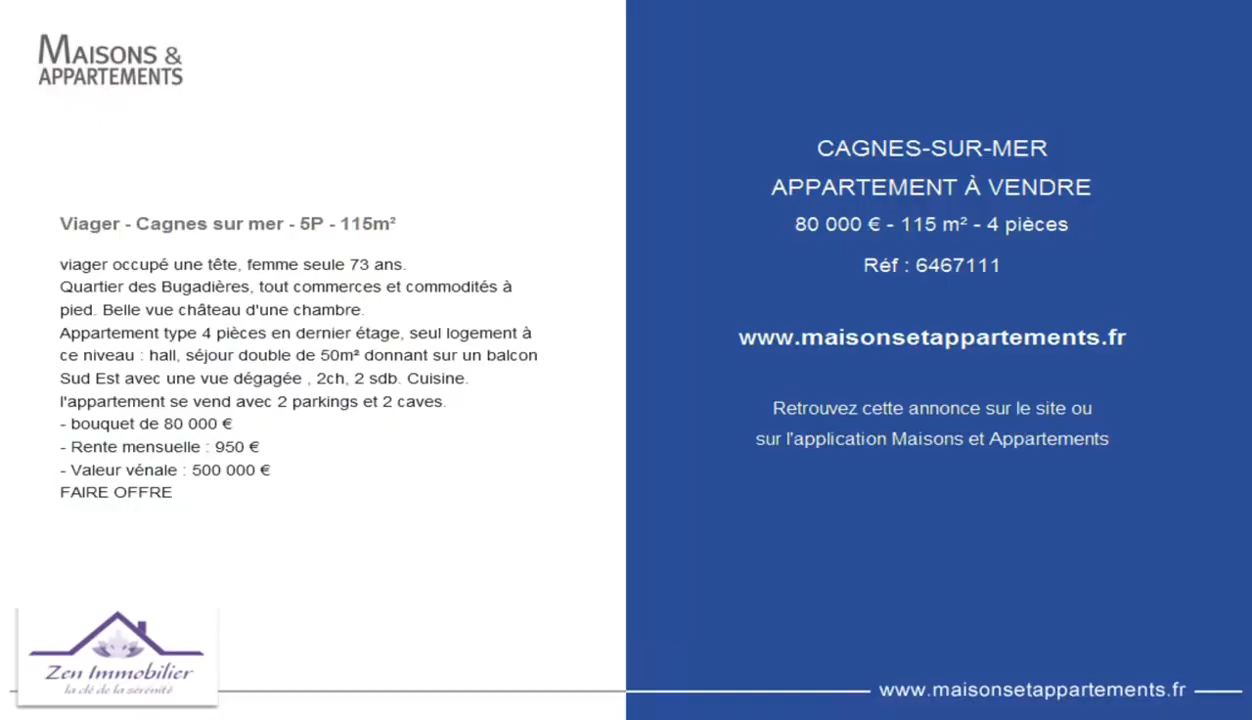 MAISONS &
APPARTEMENTS
Viager - Cagnes sur mer - 5P - 115m²
viager occupé une tête, femme seule 73 ans.
Quartier des Bugadières, tout commerces et commodités à
pied. Belle vue château d'une chambre.
Appartement type 4 pièces en dernier étage, seul logement à
ce niveau : hall, séjour double de 50m² donnant sur un balcon
Sud Est avec une vue dégagée , 2ch, 2 sdb. Cuisine.
l'appartement se vend avec 2 parkings et 2 caves.
- bouquet de 80 000 €
- Rente mensuelle : 950 €
- Valeur vénale : 500 000 €
FAIRE OFFRE
Zen Immobilier
la clé de la sérénité
CAGNES-SUR-MER
APPARTEMENT À VENDRE
80 000 € - 115 m² - 4 pièces
Réf : 6467111
www.maisonsetappartements.fr
Retrouvez cette annonce sur le site ou
sur l'application Maisons et Appartements
www.maisonsetappartements.fr